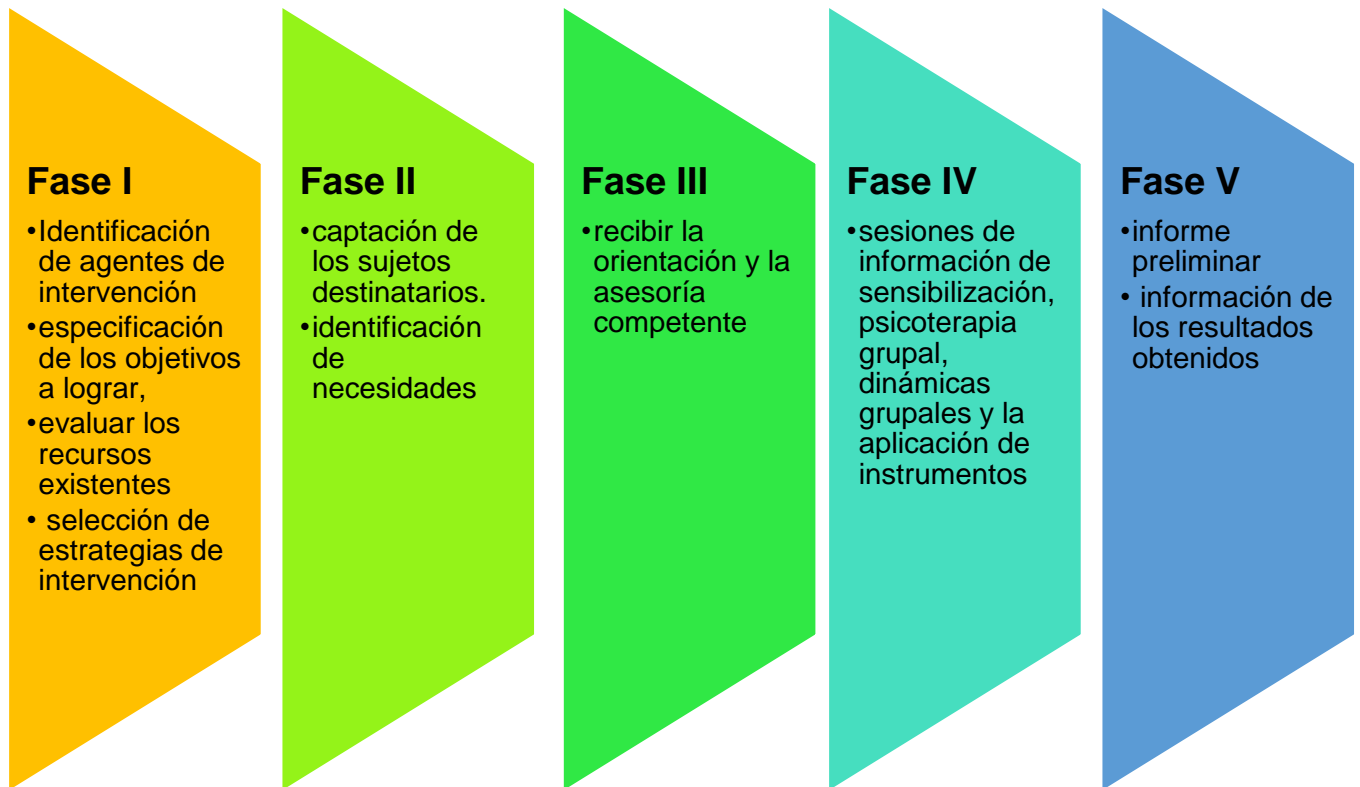 Fase I
•Identificación
de agentes de
intervención
•especificación
de los objetivos
a lograr,
•evaluar los
recursos
existentes
• selección de
estrategias de
intervención
Fase II
•captación de
los sujetos
destinatarios.
•identificación
de
necesidades
Fase III
•recibir la
orientación y la
asesoría
competente
Fase IV
•sesiones de
información de
sensibilización,
psicoterapia
grupal,
dinámicas
grupales y la
aplicación de
instrumentos
Fase V
•informe
preliminar
• información de
los resultados
obtenidos